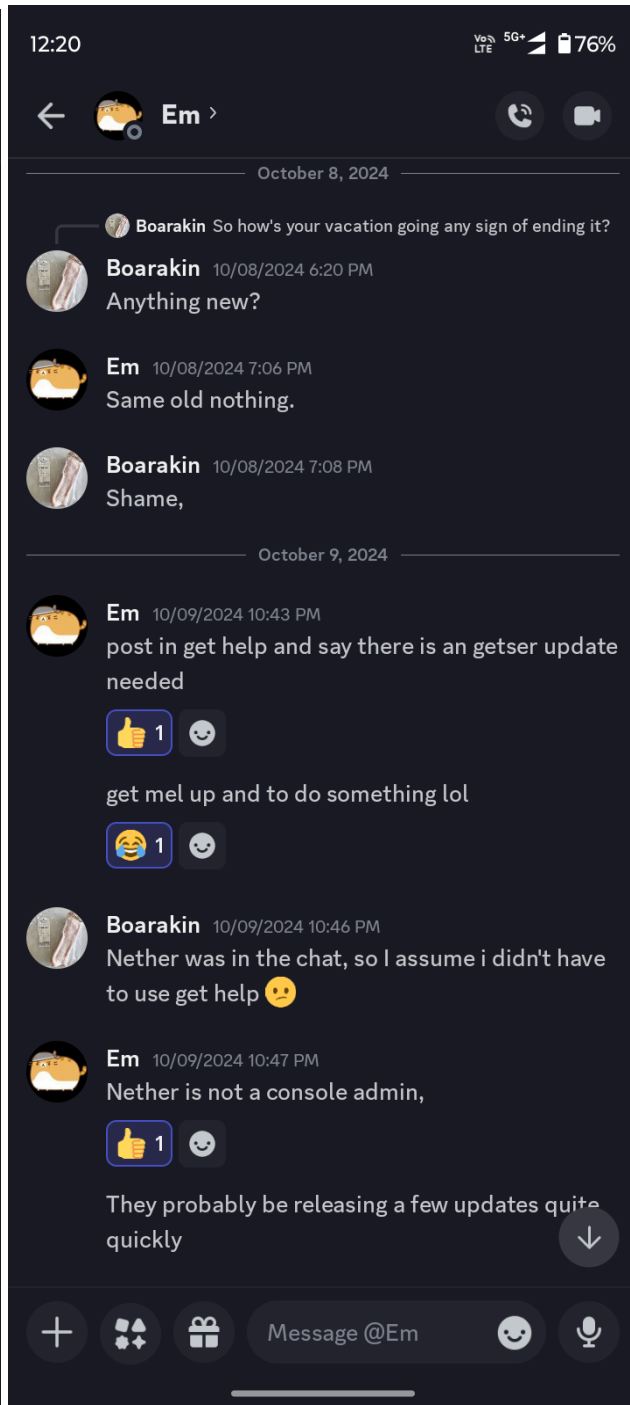 12:20
Vo LTE 5G+ 76%
Em
October 8, 2024
Boarakin So how's your vacation going any sign of ending it?
Boarakin 10/08/2024 6:20 PM
Anything new?
Em 10/08/2024 7:06 PM
Same old nothing.
Boarakin 10/08/2024 7:08 PM
Shame,
October 9, 2024
Em 10/09/2024 10:43 PM
post in get help and say there is an getser update
needed
👍 1
get mel up and to do something lol
😂 1
Boarakin 10/09/2024 10:46 PM
Nether was in the chat, so I assume i didn't have
to use get help 😕
Em 10/09/2024 10:47 PM
Nether is not a console admin,
👍 1
They probably be releasing a few updates quite
quickly
Message @Em